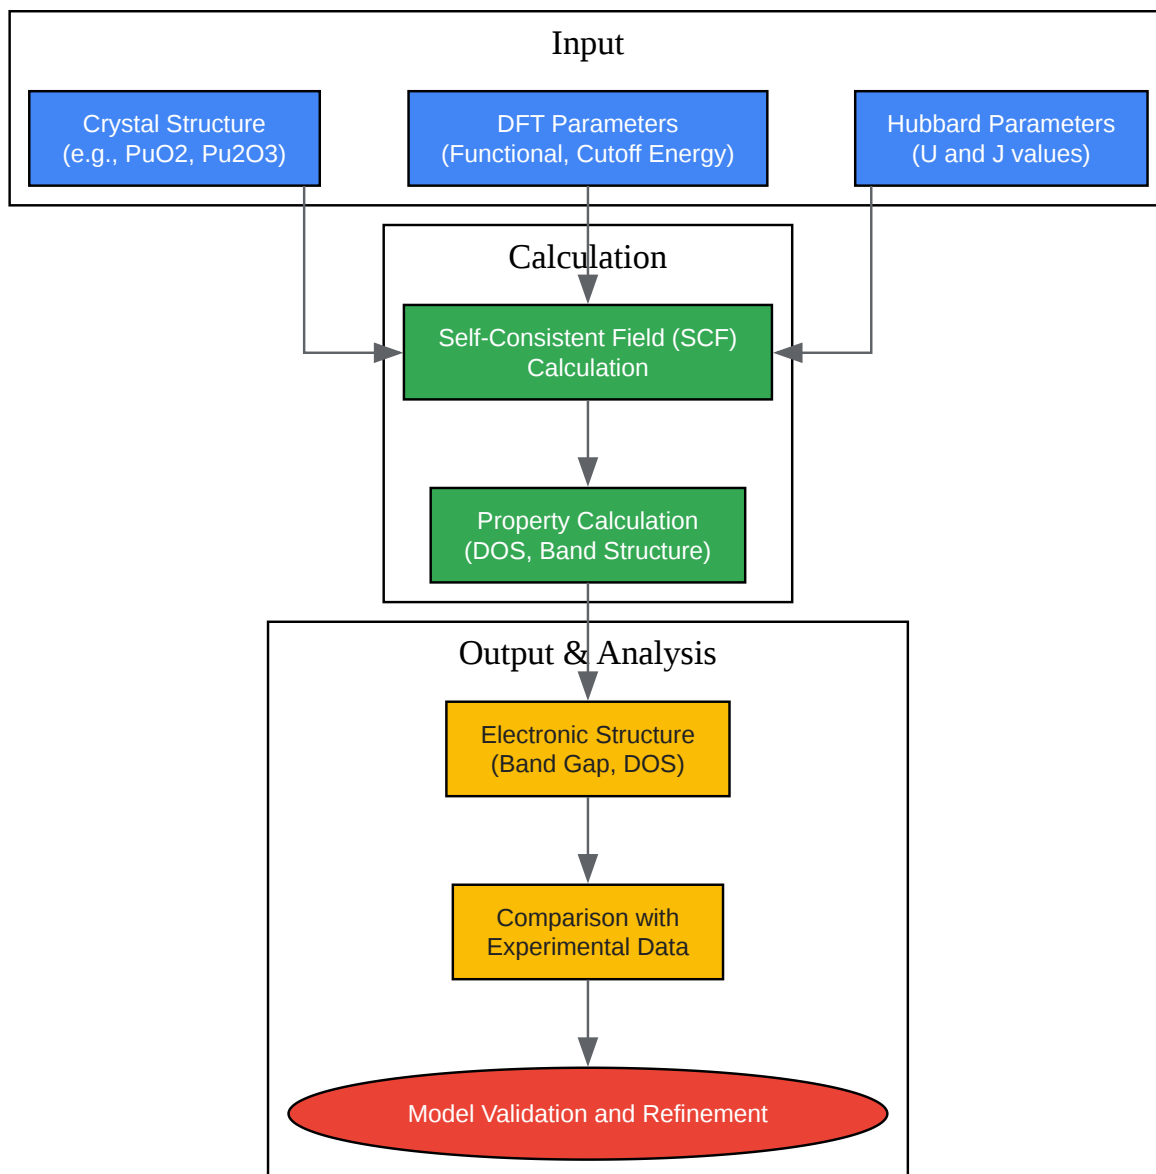 Input
Crystal Structure
(e.g., PuO2, Pu2O3)
DFT Parameters
(Functional, Cutoff Energy)
Hubbard Parameters
(U and J values)
Calculation
Self-Consistent Field (SCF)
Calculation
Property Calculation
(DOS, Band Structure)
Output & Analysis
Electronic Structure
(Band Gap, DOS)
Comparison with
Experimental Data
Model Validation and Refinement